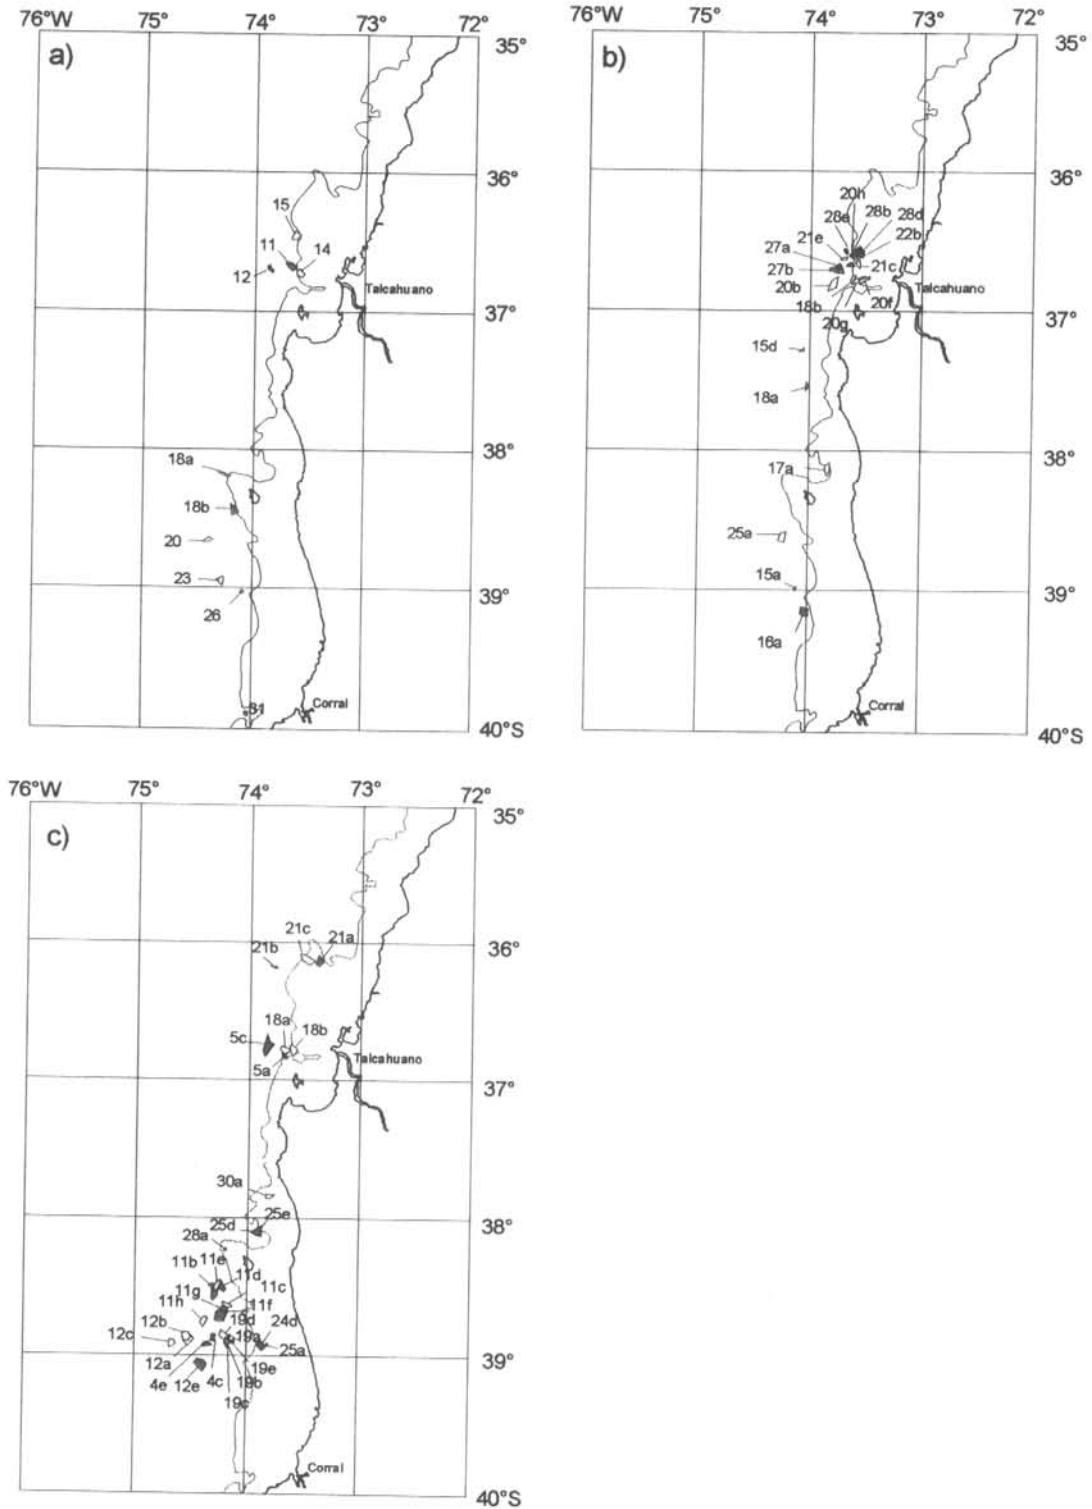 76°W 75° 74° 73° 72°
35°
a)
36°
15
11
14
12
Talcahuano
37°
38°
18a
18b
20
23
39°
26
Corral
40°S
76°W 75° 74° 73° 72°
35°
b)
36°
20h
28e 28b 28d
21e 22b
27a
27b 21c
20b Talcahuano
18b 20f
37°
20g
15d
18a
38°
17a
25a
15a
39°
16a
Corral
40°S
76°W 75° 74° 73° 72°
35°
c)
36°
21c 21a
21b
18a 18b
5c
Talcahuano
5a
37°
30a
38°
25d 25e
28a
11b 11e 11d
11g 11c
11h 11f
12b 19d 24d
12c 19a
12a 25a
39°
4e 12e 4c 19b 19e
19c
Corral
40°S